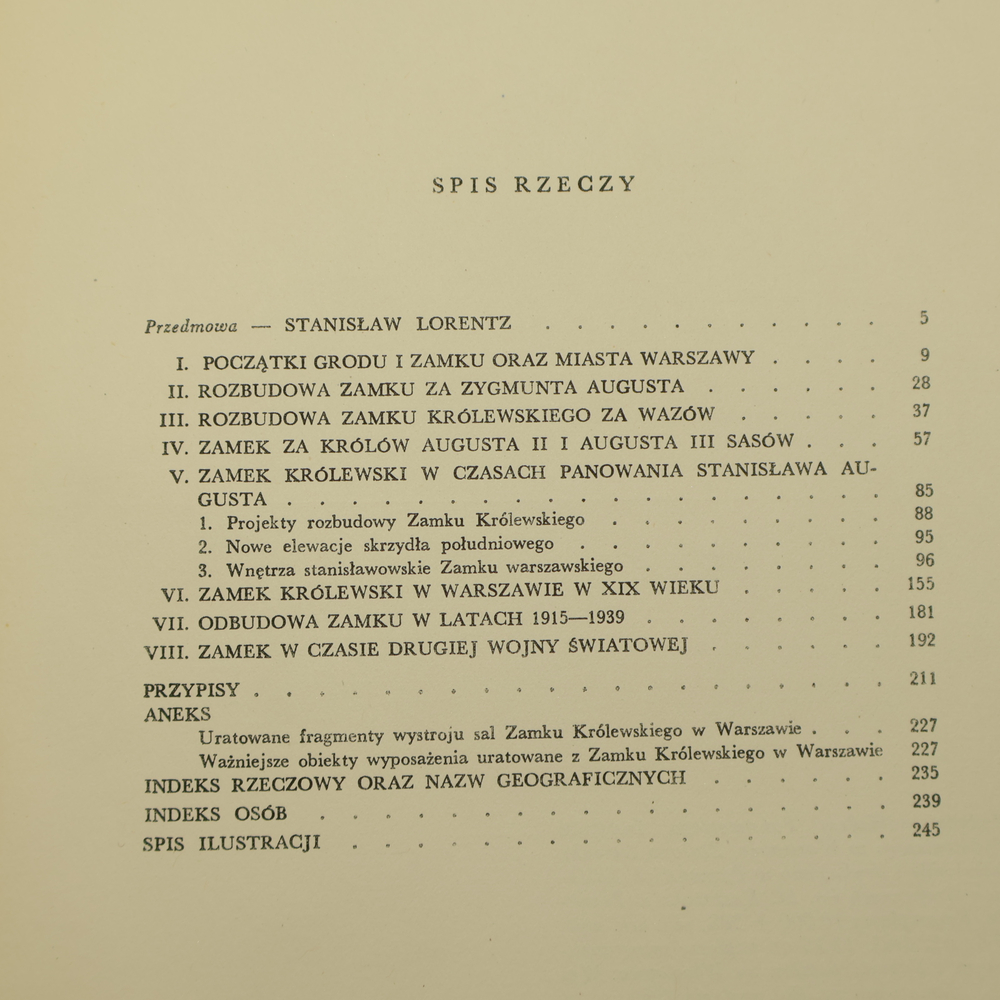 SPIS RZECZY
Przedmowa — STANISŁAW LORENTZ . . . . . . . . . . . 5
I. POCZĄTKI GRODU I ZAMKU ORAZ MIASTA WARSZAWY . . . . 9
II. ROZBUDOWA ZAMKU ZA ZYGMUNTA AUGUSTA . . . . . . 28
III. ROZBUDOWA ZAMKU KRÓLEWSKIEGO ZA WAZÓW . . . . . 37
IV. ZAMEK ZA KRÓLÓW AUGUSTA II I AUGUSTA III SASÓW . . . 57
V. ZAMEK KRÓLEWSKI W CZASACH PANOWANIA STANISŁAWA AU-
GUSTA . . . . . . . . . . . . . . . . . . . 85
1. Projekty rozbudowy Zamku Królewskiego . . . . . . . . . 88
2. Nowe elewacje skrzydła południowego . . . . . . . . . . 95
3. Wnętrza stanisławowskie Zamku warszawskiego . . . . . . . . 96
VI. ZAMEK KRÓLEWSKI W WARSZAWIE W XIX WIEKU . . . . . 155
VII. ODBUDOWA ZAMKU W LATACH 1915—1939 . . . . . . . . 181
VIII. ZAMEK W CZASIE DRUGIEJ WOJNY ŚWIATOWEJ . . . . . . 192
PRZYPISY . . . . . . . . . . . . . . . . . . . . 211
ANEKS
Uratowane fragmenty wystroju sal Zamku Królewskiego w Warszawie . . . 227
Ważniejsze obiekty wyposażenia uratowane z Zamku Królewskiego w Warszawie 227
INDEKS RZECZOWY ORAZ NAZW GEOGRAFICZNYCH . . . . . . 235
INDEKS OSÓB . . . . . . . . . . . . . . . . . . 239
SPIS ILUSTRACJI . . . . . . . . . . . . . . . . . 245